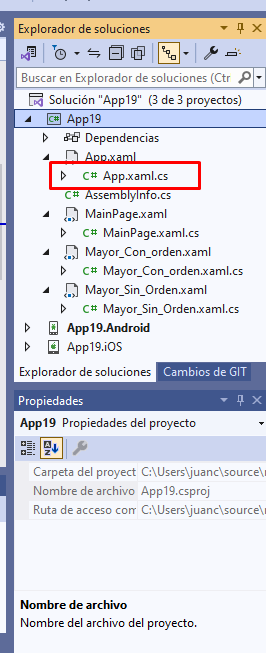 Explorador de soluciones
Buscar en Explorador de soluciones (Ctr
Solución "App19" (3 de 3 proyectos)
C# App19
Dependencias
App.xaml
C# App.xaml.cs
C# AssemblyInfo.cs
MainPage.xaml
C# MainPage.xaml.cs
Mayor_Con_orden.xaml
C# Mayor_Con_orden.xaml.cs
Mayor_Sin_Orden.xaml
C# Mayor_Sin_Orden.xaml.cs
App19.Android
App19.iOS
Explorador de soluciones Cambios de GIT
Propiedades
App19 Propiedades del proyecto
Carpeta del proyect C:\Users\juanc\source\r
Nombre de archivo App19.csproj
Ruta de acceso com C:\Users\juanc\source\r
Nombre de archivo
Nombre del archivo del proyecto.